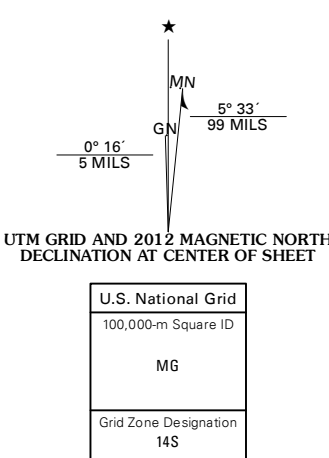 MN
GN
5° 33´
99 MILS
0° 16´
5 MILS
UTM GRID AND 2012 MAGNETIC NORTH
DECLINATION AT CENTER OF SHEET
U.S. National Grid
100,000-m Square ID
MG
Grid Zone Designation
14S